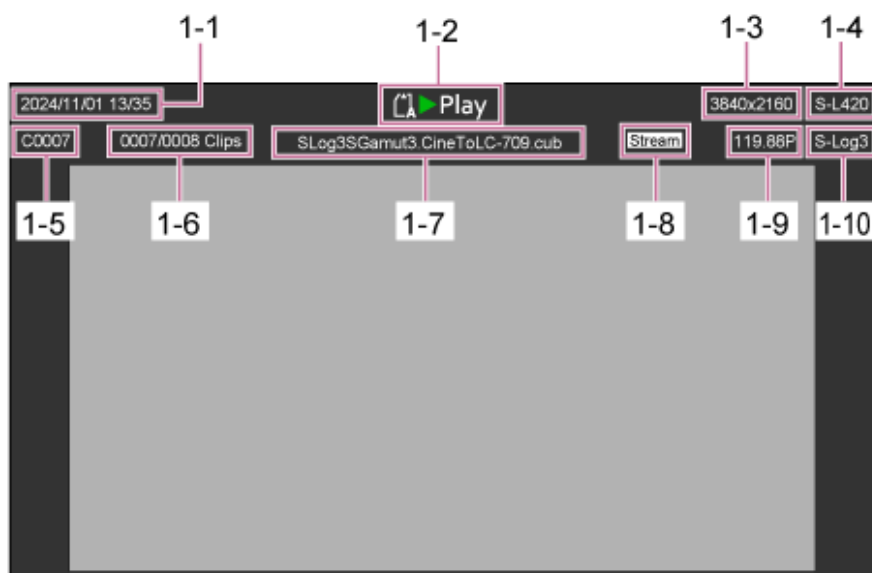 1-1 1-2 1-3 1-4
2024/11/01 13/35 A Play 3840x2160 S-L420
C0007 0007/0008 Clips SLog3SGamut3.CineToLC-709.cub Stream 119.88P S-Log3
1-5 1-6 1-7 1-8 1-9 1-10